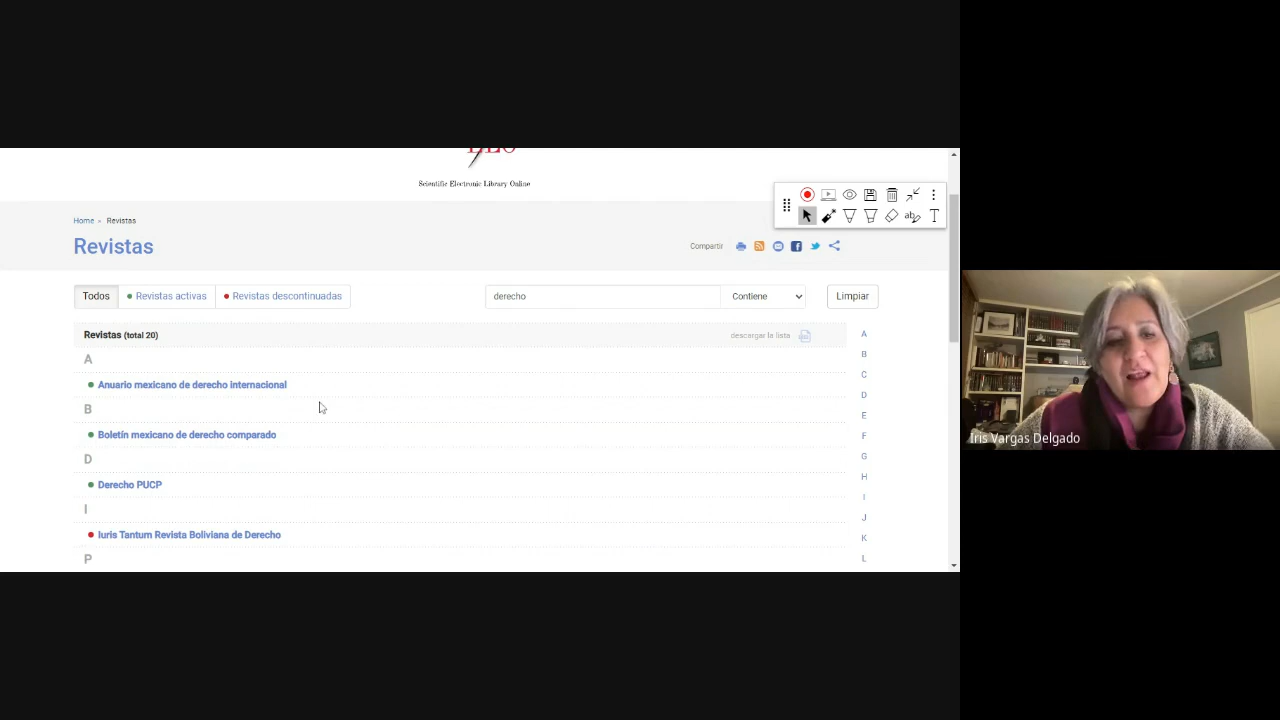 Scientific Electronic Library Online
Home » Revistas
Revistas
Compartir
Todos
Revistas activas
Revistas descontinuadas
derecho
Contiene
Limpiar
Revistas (total 20)
descargar la lista
A
Anuario mexicano de derecho internacional
B
Boletín mexicano de derecho comparado
D
Derecho PUCP
I
Iuris Tantum Revista Boliviana de Derecho
P
A
B
C
D
E
F
G
H
I
J
K
L
T
Iris Vargas Delgado